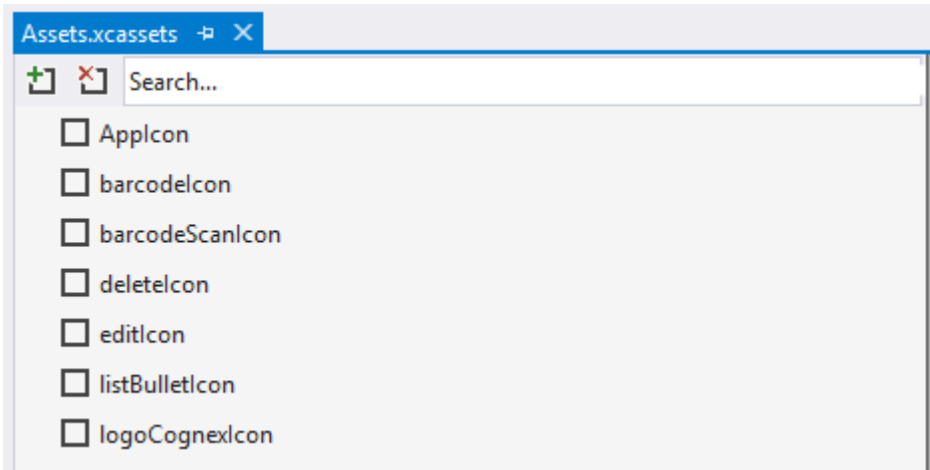 Assets.xcassets
Search...
AppIcon
barcodeIcon
barcodeScanIcon
deleteIcon
editIcon
listBulletIcon
logoCognexIcon